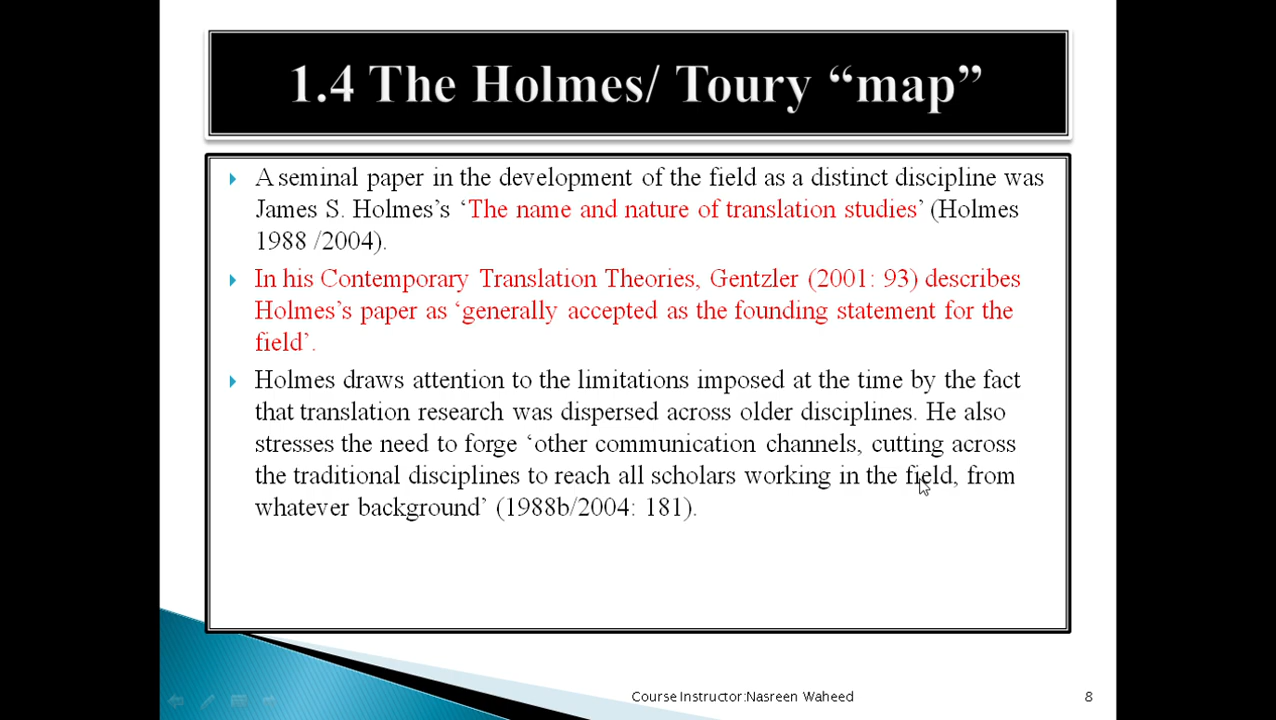 1.4 The Holmes/ Toury “map”
A seminal paper in the development of the field as a distinct discipline was
James S. Holmes’s ‘The name and nature of translation studies’ (Holmes
1988 /2004).
In his Contemporary Translation Theories, Gentzler (2001: 93) describes
Holmes’s paper as ‘generally accepted as the founding statement for the
field’.
Holmes draws attention to the limitations imposed at the time by the fact
that translation research was dispersed across older disciplines. He also
stresses the need to forge ‘other communication channels, cutting across
the traditional disciplines to reach all scholars working in the field, from
whatever background’ (1988b/2004: 181).
Course Instructor:Nasreen Waheed
8